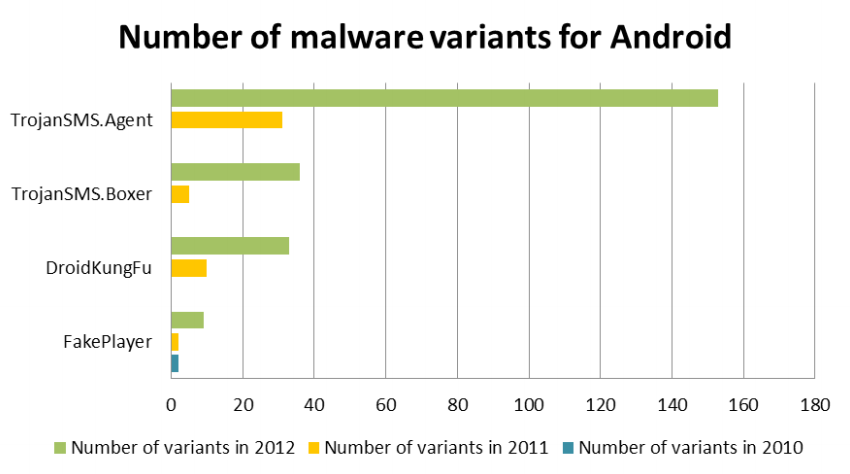 Number of malware variants for Android
TrojanSMS.Agent
TrojanSMS.Boxer
DroidKungFu
FakePlayer
0 20 40 60 80 100 120 140 160 180
Number of variants in 2012 Number of variants in 2011 Number of variants in 2010